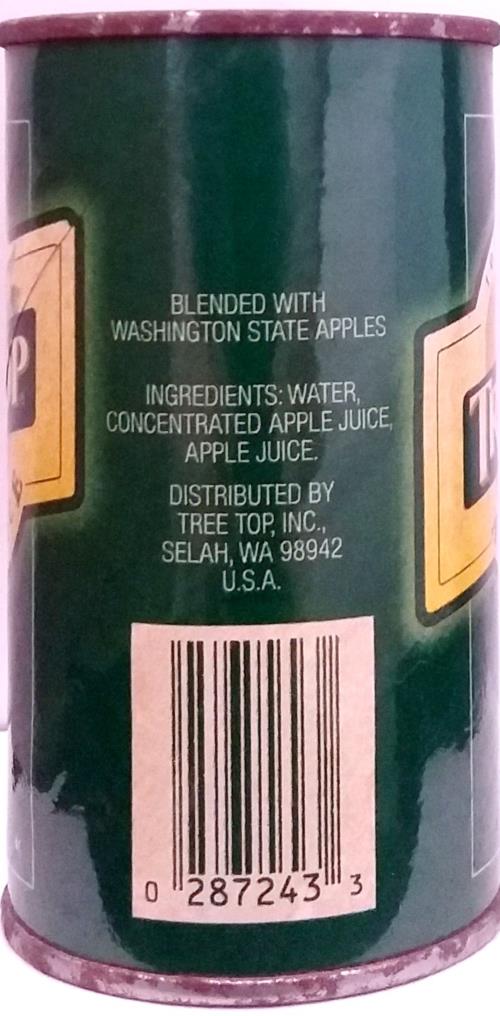 BLENDED WITH
WASHINGTON STATE APPLES
INGREDIENTS: WATER,
CONCENTRATED APPLE JUICE,
APPLE JUICE.
DISTRIBUTED BY
TREE TOP, INC.,
SELAH, WA 98942
U.S.A.
0 287243 3